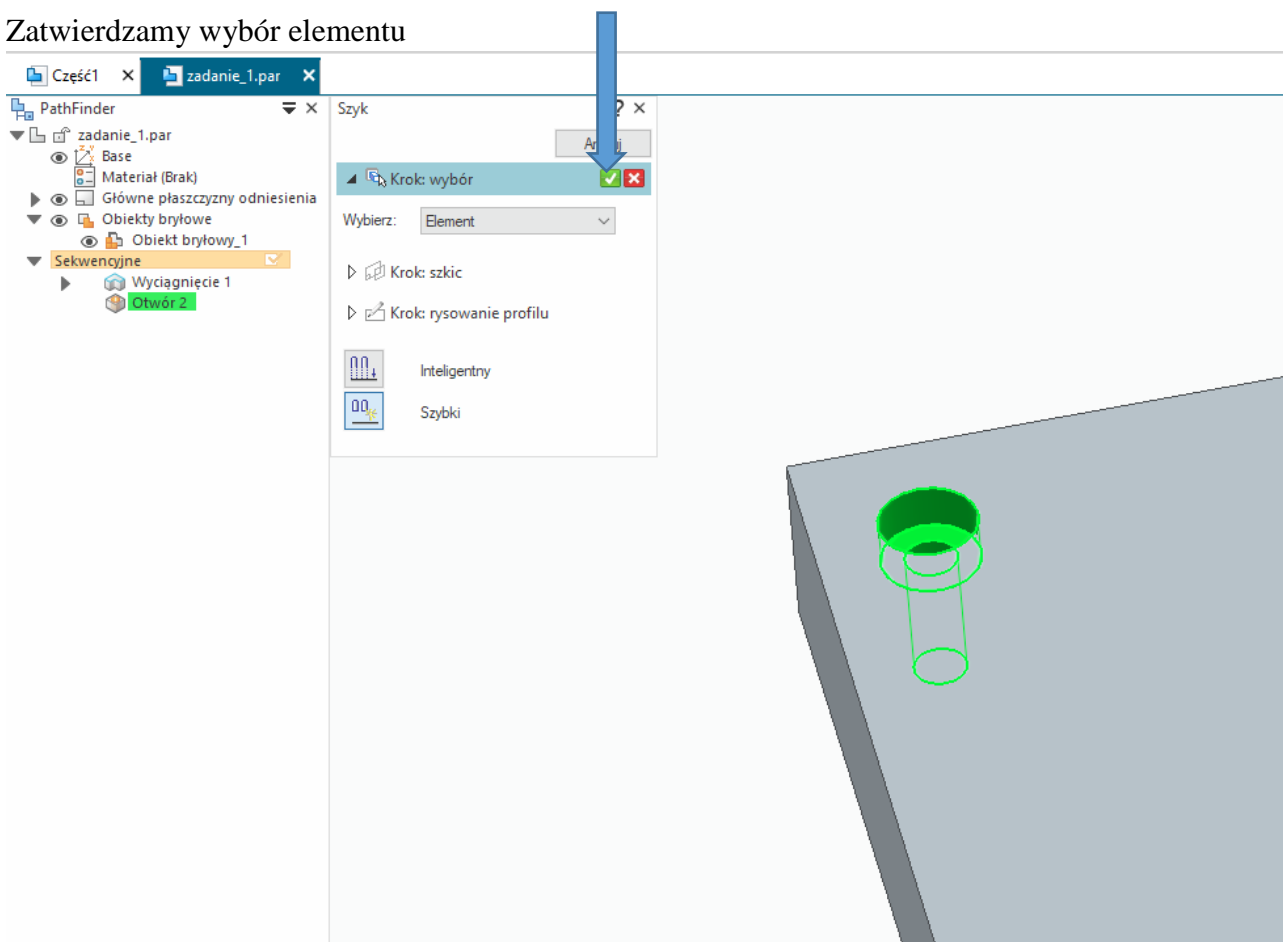 Zatwierdzamy wybór elementu
Część1
zadanie_1.par
PathFinder
zadanie_1.par
Base
Materiał (Brak)
Główne płaszczyzny odniesienia
Obiekty bryłowe
Obiekt bryłowy_1
Sekwencyjne
Wyciągnięcie 1
Otwór 2
Szyk
?
Krok: wybór
Wybierz: Element
Krok: szkic
Krok: rysowanie profilu
Inteligentny
Szybki